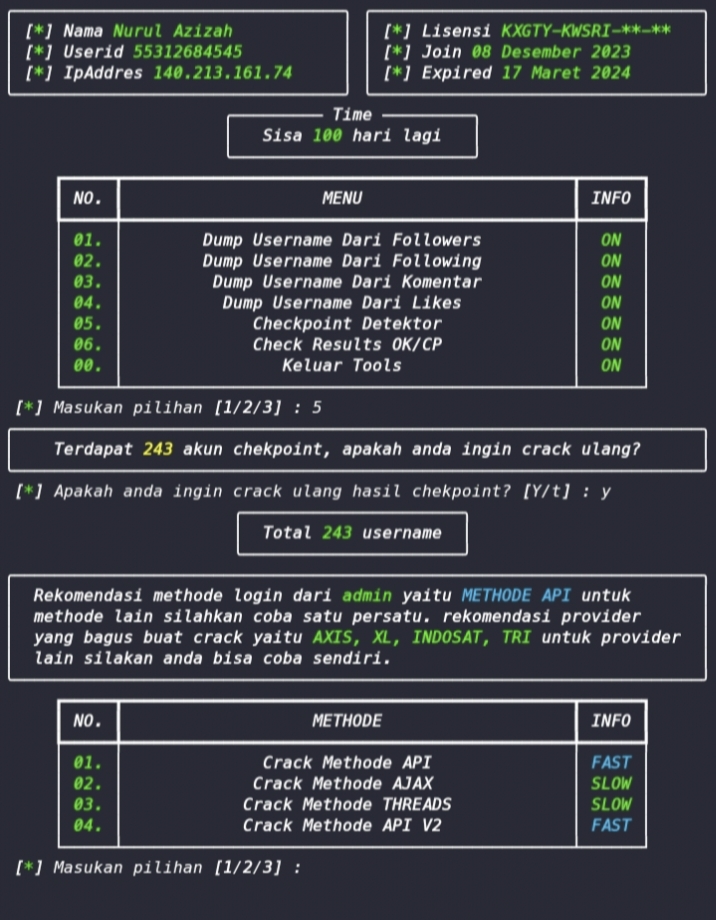 [*] Nama Nurul Azizah
[*] Userid 55312684545
[*] IpAddres 140.213.161.74
[*] Lisensi KXGTY-KWSRI-**-**
[*] Join 08 Desember 2023
[*] Expired 17 Maret 2024
Time
Sisa 100 hari lagi
NO. MENU INFO
01. Dump Username Dari Followers ON
02. Dump Username Dari Following ON
03. Dump Username Dari Komentar ON
04. Dump Username Dari Likes ON
05. Checkpoint Detektor ON
06. Check Results OK/CP ON
00. Keluar Tools ON
[*] Masukan pilihan [1/2/3] : 5
Terdapat 243 akun chekpoint, apakah anda ingin crack ulang?
[*] Apakah anda ingin crack ulang hasil chekpoint? [Y/t] : y
Total 243 username
Rekomendasi methode login dari admin yaitu METHODE API untuk
methode lain silahkan coba satu persatu. rekomendasi provider
yang bagus buat crack yaitu AXIS, XL, INDOSAT, TRI untuk provider
lain silakan anda bisa coba sendiri.
NO. METHODE INFO
01. Crack Methode API FAST
02. Crack Methode AJAX SLOW
03. Crack Methode THREADS SLOW
04. Crack Methode API V2 FAST
[*] Masukan pilihan [1/2/3] :